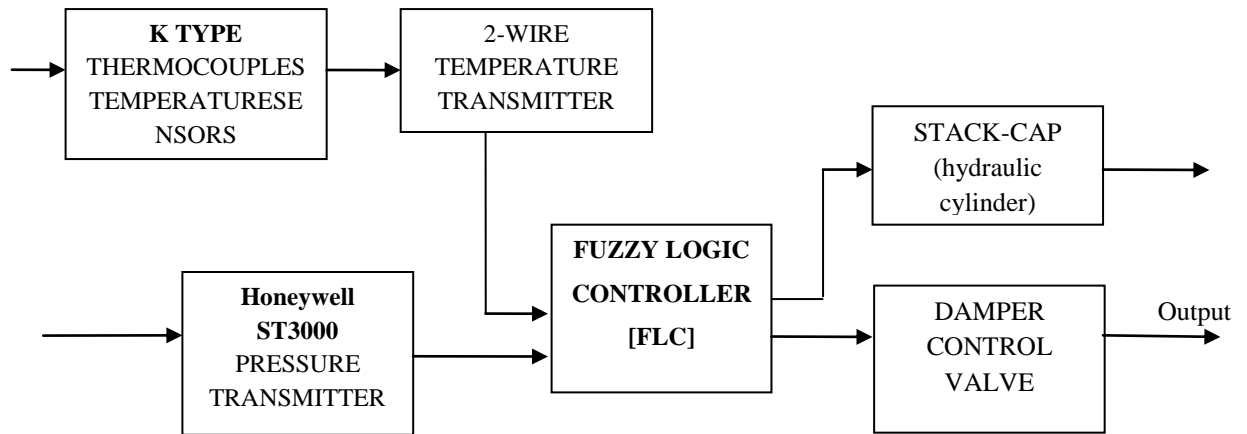 K TYPE
THERMOCOUPLES
TEMPERATURESE
NSORS
2-WIRE
TEMPERATURE
TRANSMITTER
STACK-CAP
(hydraulic
cylinder)
Honeywell
ST3000
PRESSURE
TRANSMITTER
FUZZY LOGIC
CONTROLLER
[FLC]
DAMPER
CONTROL
VALVE
Output